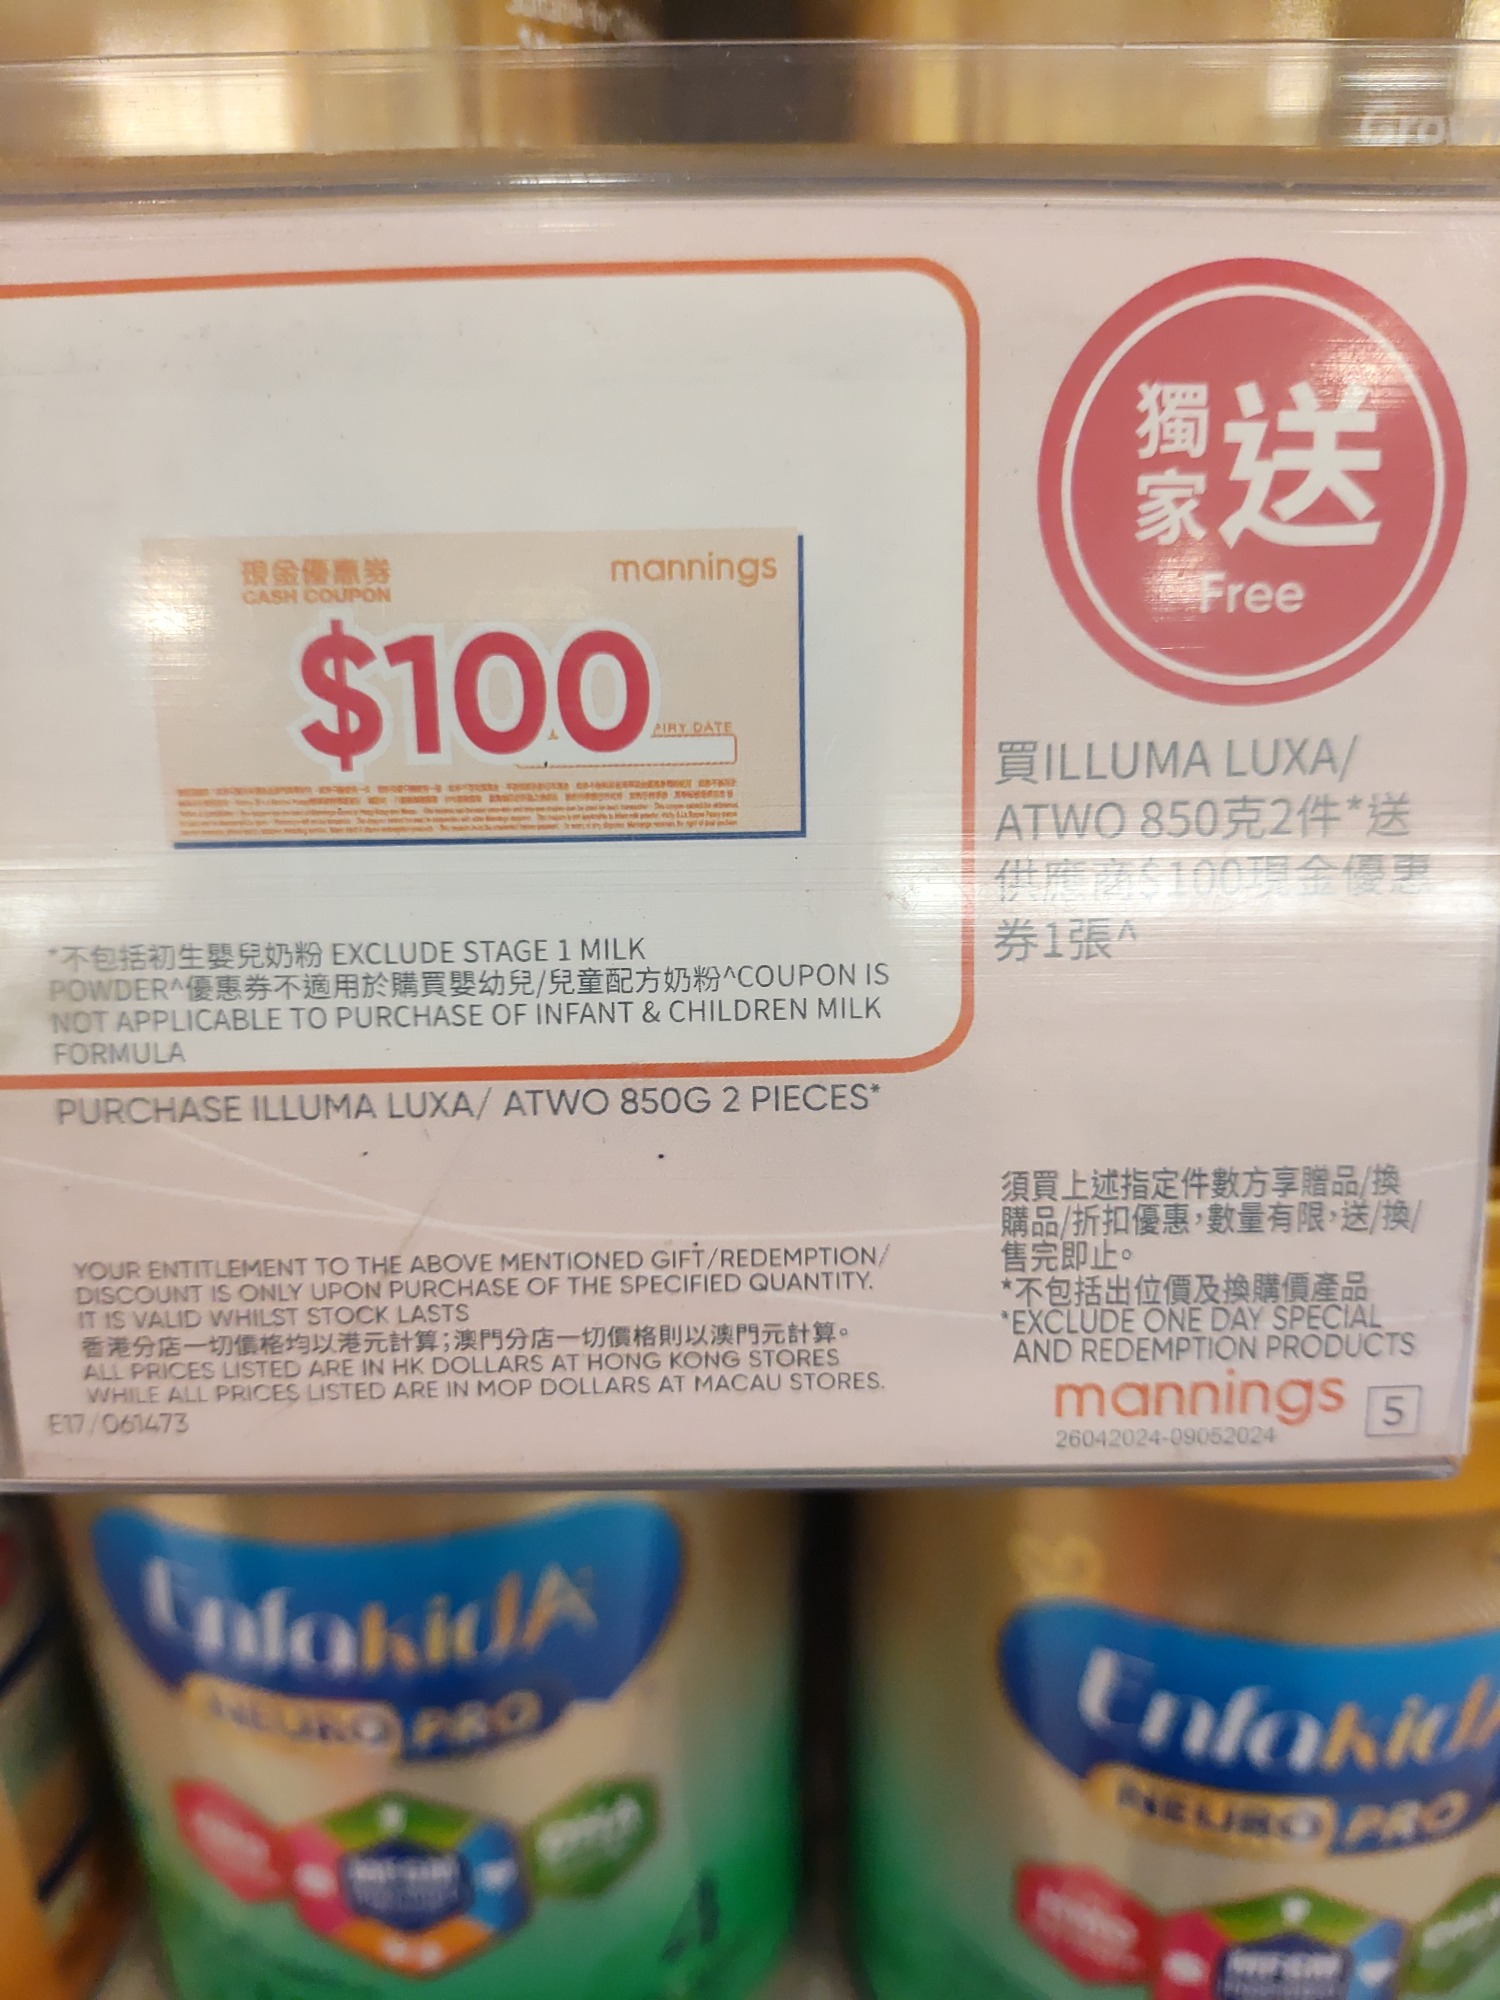 Grow
現金優惠券
CASH COUPON
mannings
$100
PIRY DATE
獨家
送
Free
買ILLUMA LUXA/
ATWO 850克2件*送
供應商$100現金優惠
券1張^
*不包括初生嬰兒奶粉 EXCLUDE STAGE 1 MILK
POWDER^優惠券不適用於購買嬰幼兒/兒童配方奶粉^COUPON IS
NOT APPLICABLE TO PURCHASE OF INFANT & CHILDREN MILK
FORMULA
PURCHASE ILLUMA LUXA/ ATWO 850G 2 PIECES*
YOUR ENTITLEMENT TO THE ABOVE MENTIONED GIFT/REDEMPTION/
DISCOUNT IS ONLY UPON PURCHASE OF THE SPECIFIED QUANTITY.
IT IS VALID WHILST STOCK LASTS
香港分店一切價格均以港元計算;澳門分店一切價格則以澳門元計算。
ALL PRICES LISTED ARE IN HK DOLLARS AT HONG KONG STORES
WHILE ALL PRICES LISTED ARE IN MOP DOLLARS AT MACAU STORES.
E17/061473
須買上述指定件數方享贈品/換
購品/折扣優惠,數量有限,送/換/
售完即止。
*不包括出位價及換購價產品
*EXCLUDE ONE DAY SPECIAL
AND REDEMPTION PRODUCTS
mannings 5
26042024-09052024
EnfakidA
NEURO PRO
4
Enfakid
NEURO PRO